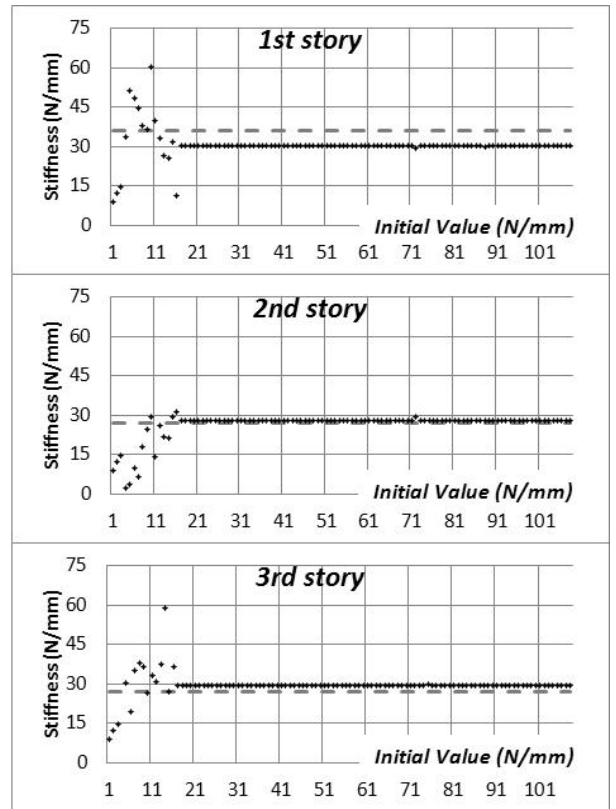 1st story
75
60
45
30
15
0
Stiffness (N/mm)
Initial Value (N/mm)
1 11 21 31 41 51 61 71 81 91 101
2nd story
75
60
45
30
15
0
Stiffness (N/mm)
Initial Value (N/mm)
1 11 21 31 41 51 61 71 81 91 101
3rd story
75
60
45
30
15
0
Stiffness (N/mm)
Initial Value (N/mm)
1 11 21 31 41 51 61 71 81 91 101